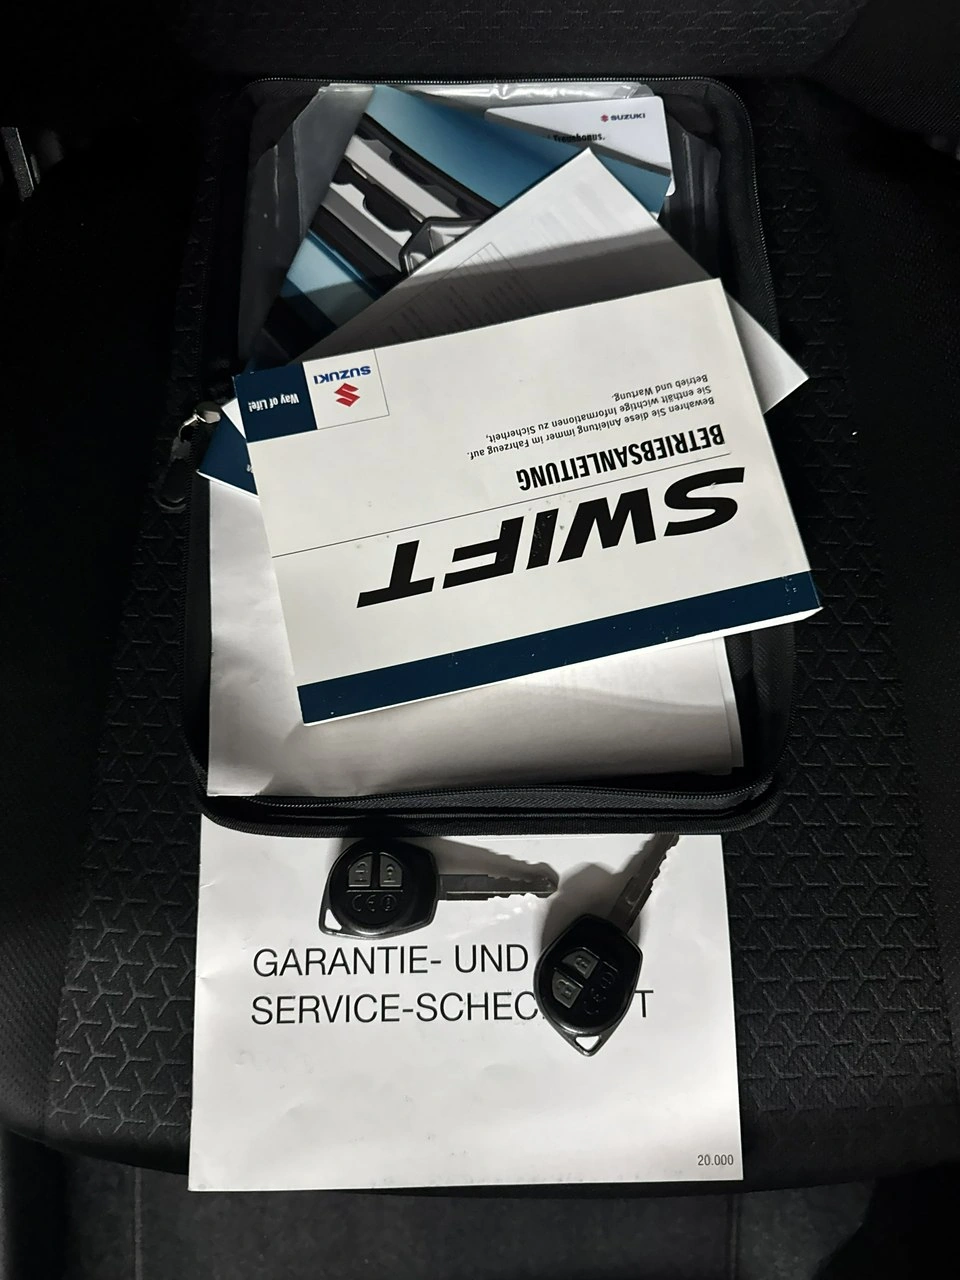 SUZUKI
Treuebonus.
SUZUKI
Way of Life!
SWIFT
BETRIEBSANLEITUNG
Bewahren Sie diese Anleitung immer im Fahrzeug auf.
Sie enthält wichtige Informationen zu Sicherheit,
Betrieb und Wartung.
GARANTIE- UND
SERVICE-SCHEC T
20.000